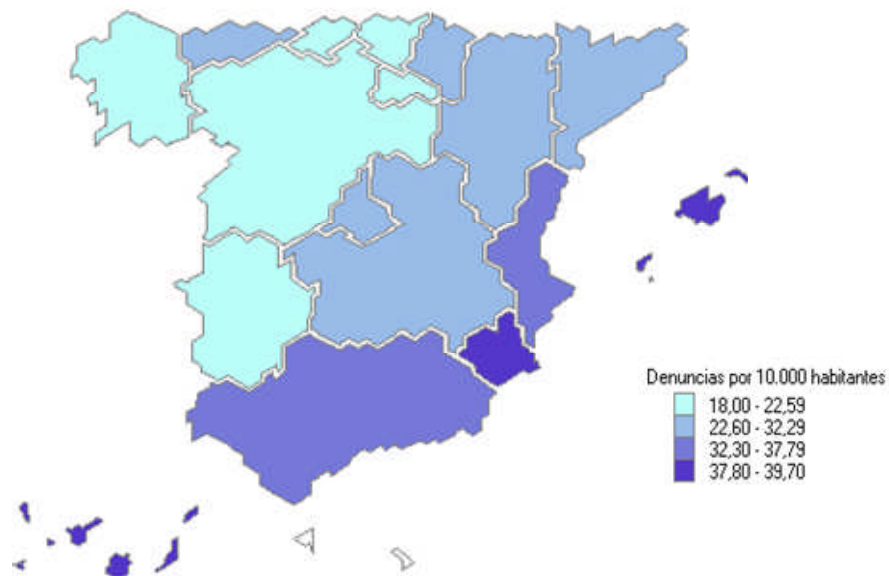 Denuncias por 10.000 habitantes
18,00 - 22,59
22,60 - 32,29
32,30 - 37,79
37,80 - 39,70